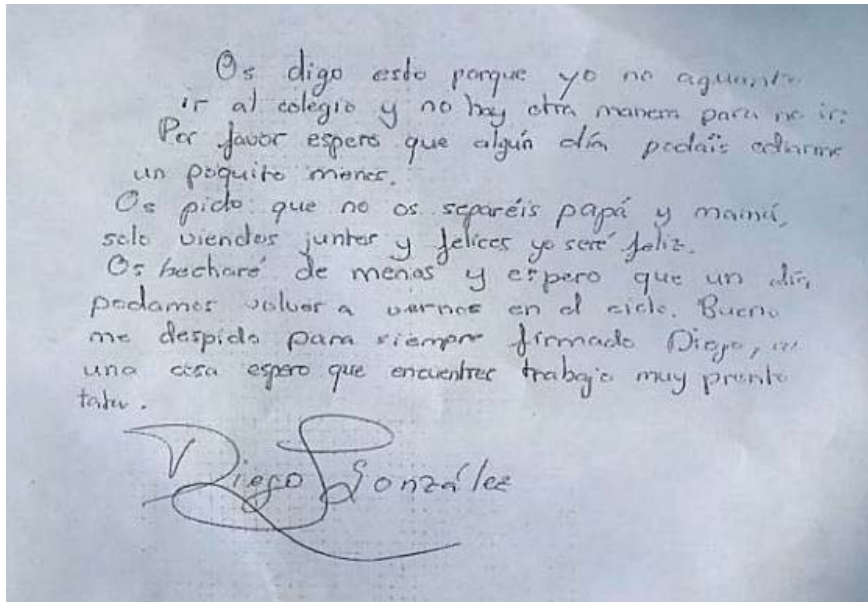 Os digo esto porque yo no aguanto
ir al colegio y no hay otra manera para no ir.
Por favor espero que algún día podáis odiarme
un poquito menos.
Os pido que no os separéis papá y mamá,
solo viendos juntos y felices yo seré feliz.
Os hecharé de menos y espero que un día
podamos volver a vernos en el cielo. Bueno
me despido para siempre firmado Diego,
una cosa espero que encuentres trabajo muy pronto
tata.
Diego González